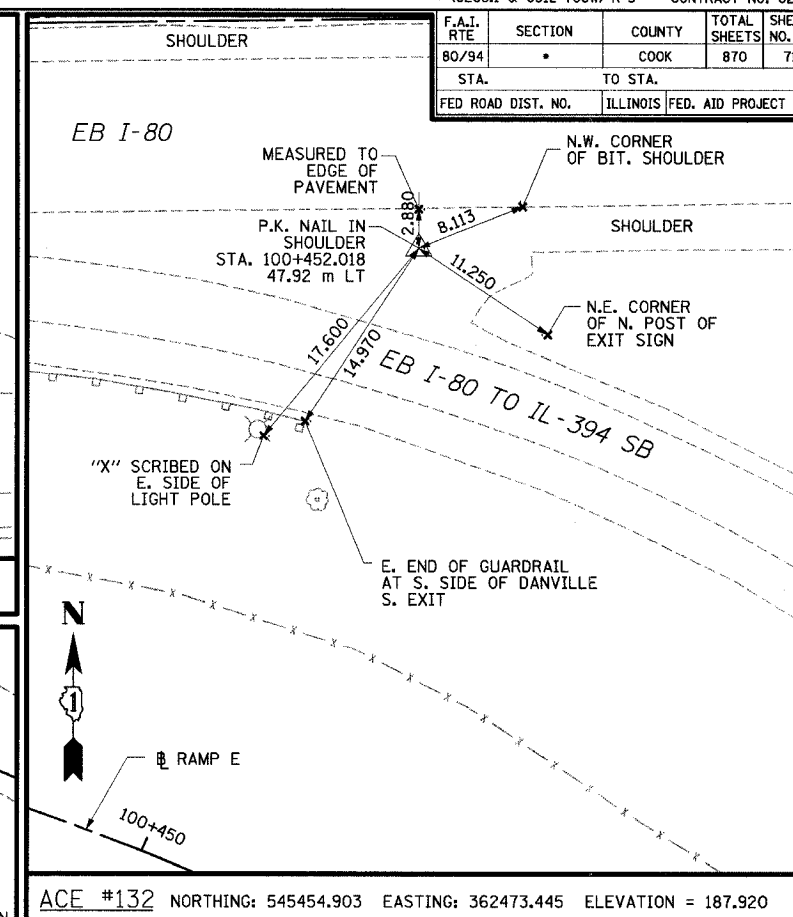 CONTRACT NO.
F.A.I. RTE SECTION COUNTY TOTAL SHEETS
80/94 * COOK 870
STA. TO STA.
FED ROAD DIST. NO. ILLINOIS FED. AID PROJECT
SHOULDER
EB I-80
MEASURED TO
EDGE OF
PAVEMENT
N.W. CORNER
OF BIT. SHOULDER
2.880
8.113
P.K. NAIL IN
SHOULDER
STA. 100+452.018
47.92 m LT
SHOULDER
11.250
N.E. CORNER
OF N. POST OF
EXIT SIGN
17.600
14.970
EB I-80 TO IL-394 SB
"X" SCRIBED ON
E. SIDE OF
LIGHT POLE
E. END OF GUARDRAIL
AT S. SIDE OF DANVILLE
S. EXIT
N
1
RAMP E
100+450
ACE #132 NORTHING: 545454.903 EASTING: 362473.445 ELEVATION = 187.920